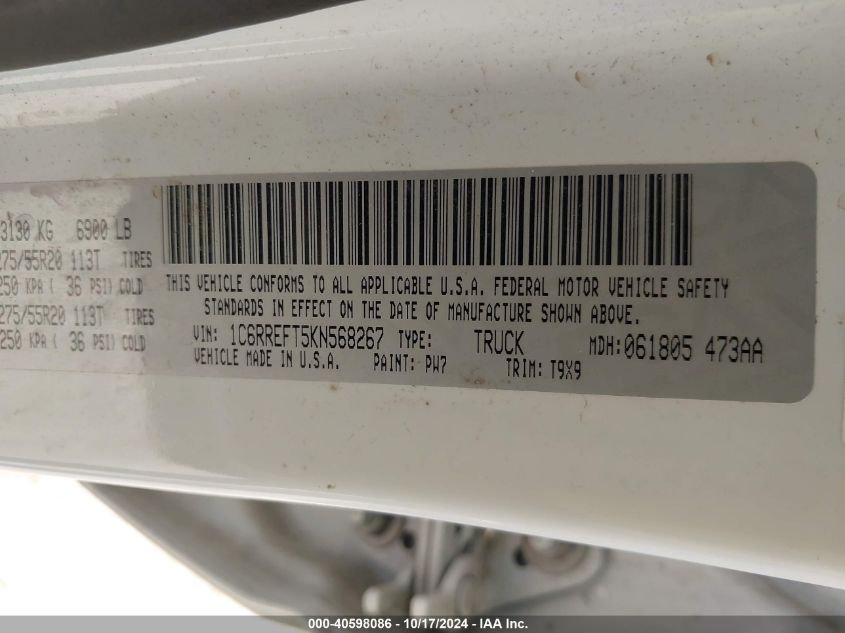 3130 KG 6900 LB
275/55R20 113T TIRES
250 KPA ( 36 PSI) COLD
275/55R20 113T TIRES
250 KPA ( 36 PSI) COLD
THIS VEHICLE CONFORMS TO ALL APPLICABLE U.S.A. FEDERAL MOTOR VEHICLE SAFETY
STANDARDS IN EFFECT ON THE DATE OF MANUFACTURE SHOWN ABOVE.
VIN: 1C6RREFT5KN568267 TYPE: TRUCK MDH:061805 473AA
VEHICLE MADE IN U.S.A. PAINT: PW7 TRIM: T9X9
000-40598086 - 10/17/2024 - IAA Inc.